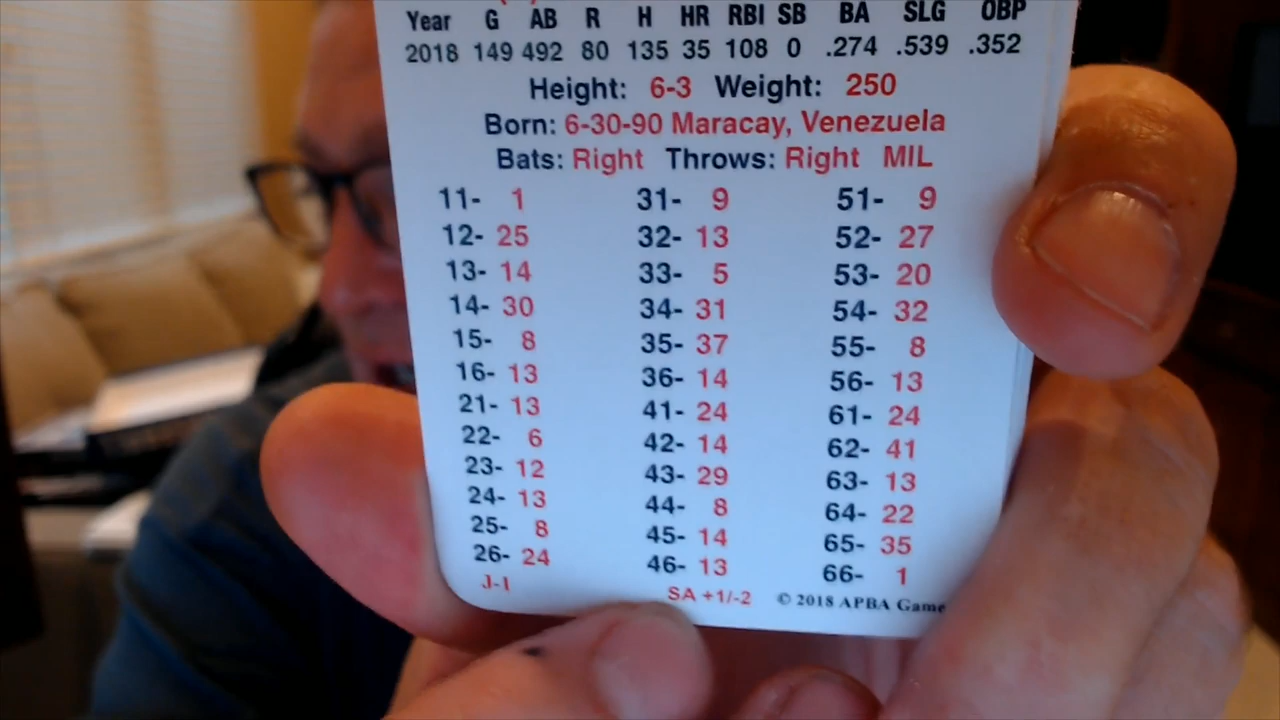 Year G AB R H HR RBI SB BA SLG OBP
2018 149 492 80 135 35 108 0 .274 .539 .352
Height: 6-3 Weight: 250
Born: 6-30-90 Maracay, Venezuela
Bats: Right Throws: Right MIL
11- 1 31- 9 51- 9
12- 25 32- 13 52- 27
13- 14 33- 5 53- 20
14- 30 34- 31 54- 32
15- 8 35- 37 55- 8
16- 13 36- 14 56- 13
21- 13 41- 24 61- 24
22- 6 42- 14 62- 41
23- 12 43- 29 63- 13
24- 13 44- 8 64- 22
25- 8 45- 14 65- 35
26- 24 46- 13 66- 1
J-1 SA +1/-2 © 2018 APBA Game